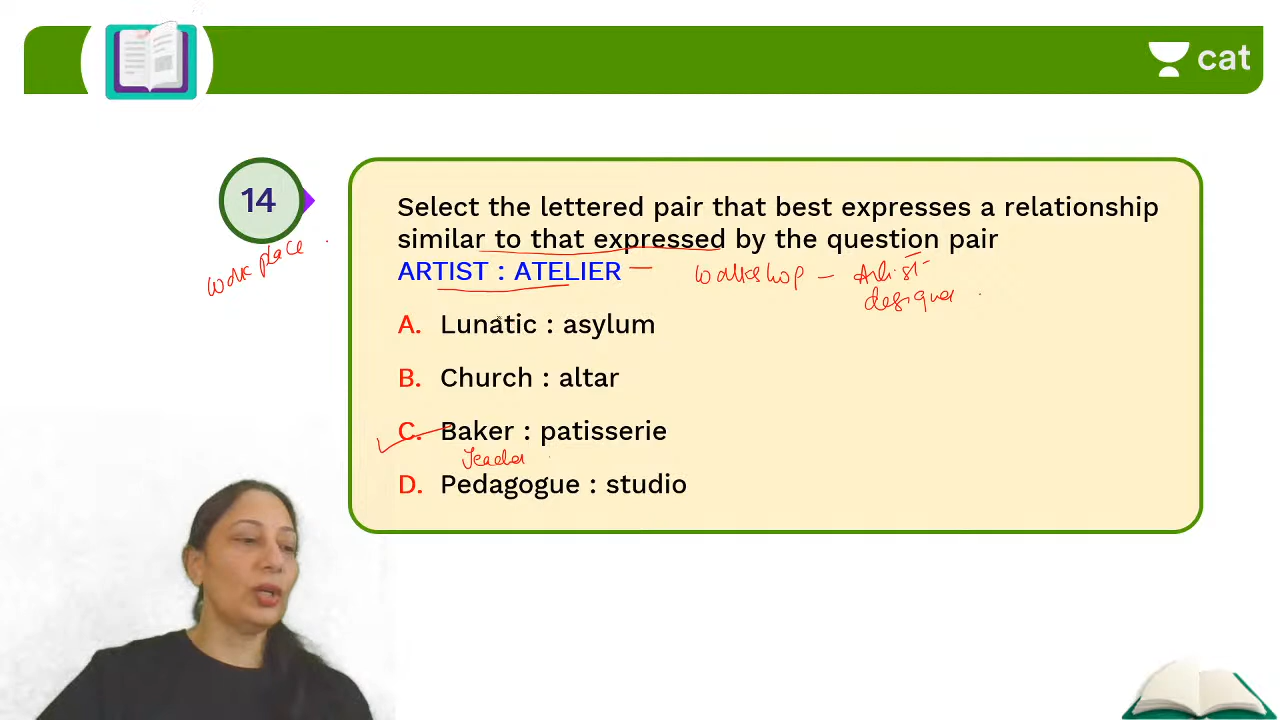 cat
14
Select the lettered pair that best expresses a relationship
similar to that expressed by the question pair
ARTIST : ATELIER – workshop – Artist
designer
work place
A. Lunatic : asylum
B. Church : altar
C. Baker : patisserie
Teacher
D. Pedagogue : studio